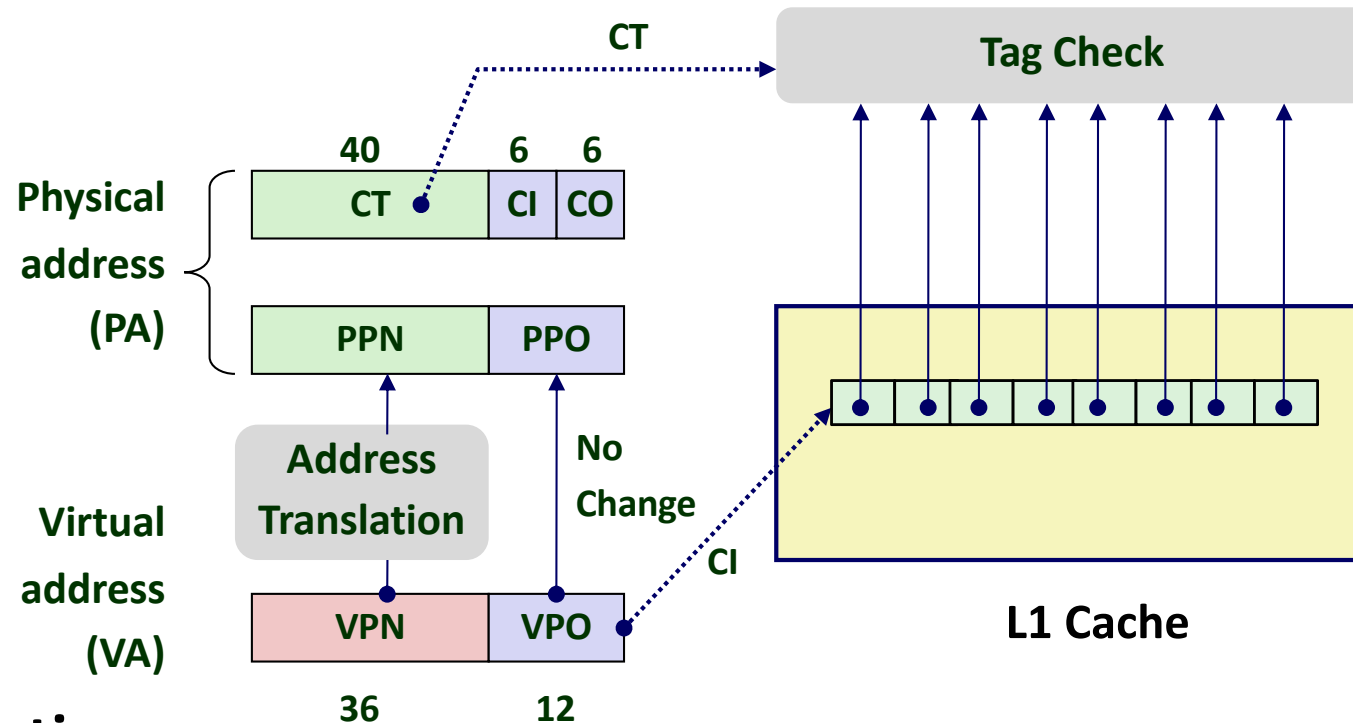 CT
Tag Check
40 6 6
Physical
address
(PA)
CT CI CO
PPN PPO
Address
Translation
No
Change
CI
Virtual
address
(VA)
VPN VPO
L1 Cache
36 12